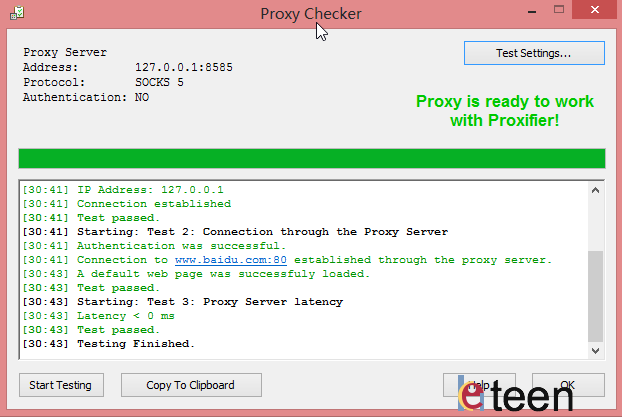 Proxy Checker
Proxy Server
Address: 127.0.0.1:8585
Protocol: SOCKS 5
Authentication: NO
Test Settings...
Proxy is ready to work
with Proxifier!
[30:41] IP Address: 127.0.0.1
[30:41] Connection established
[30:41] Test passed.
[30:41] Starting: Test 2: Connection through the Proxy Server
[30:41] Authentication was successful.
[30:41] Connection to www.baidu.com:80 established through the proxy server.
[30:43] A default web page was successfuly loaded.
[30:43] Test passed.
[30:43] Starting: Test 3: Proxy Server latency
[30:43] Latency < 0 ms
[30:43] Test passed.
[30:43] Testing Finished.
Start Testing
Copy To Clipboard
Help
OK
teen